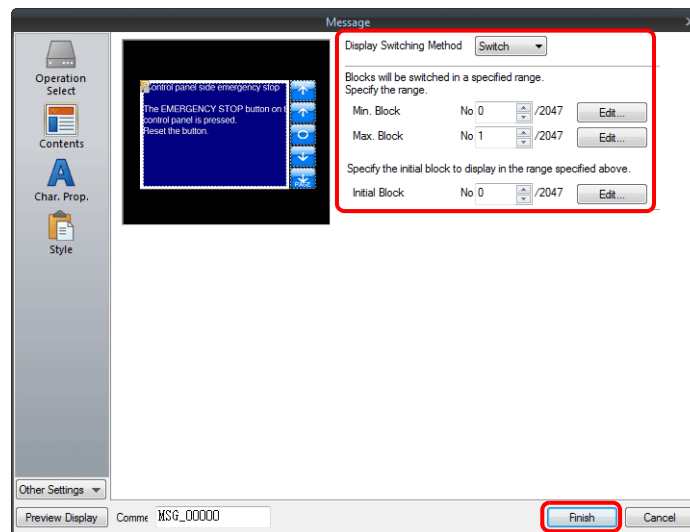 Message
Operation
Select
Contents
Char. Prop.
Style
Control panel side emergency stop
The EMERGENCY STOP button on t
control panel is pressed.
Reset the button.
PAGE
Display Switching Method Switch
Blocks will be switched in a specified range.
Specify the range.
Min. Block No 0 /2047 Edit...
Max. Block No 1 /2047 Edit...
Specify the initial block to display in the range specified above.
Initial Block No 0 /2047 Edit...
Other Settings
Preview Display Comme MSG_00000 Finish Cancel